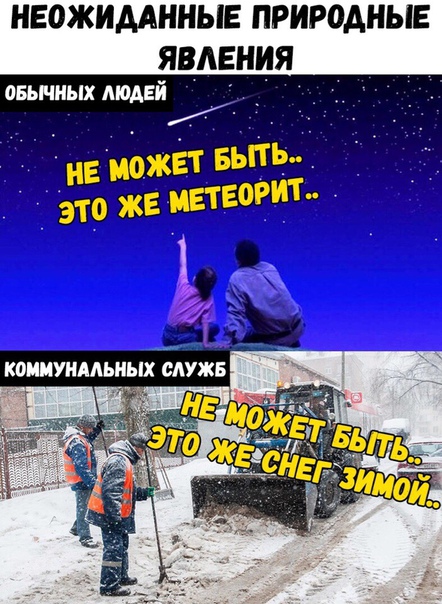 НЕОЖИДАННЫЕ ПРИРОДНЫЕ
ЯВЛЕНИЯ
ОБЫЧНЫХ ЛЮДЕЙ
НЕ МОЖЕТ БЫТЬ..
ЭТО ЖЕ МЕТЕОРИТ..
КОММУНАЛЬНЫХ СЛУЖБ
НЕ МОЖЕТ БЫТЬ..
ЭТО ЖЕ СНЕГ ЗИМОЙ..